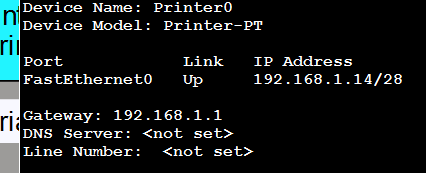 Device Name: Printer0
Device Model: Printer-PT
Port Link IP Address
FastEthernet0 Up 192.168.1.14/28
Gateway: 192.168.1.1
DNS Server: <not set>
Line Number: <not set>